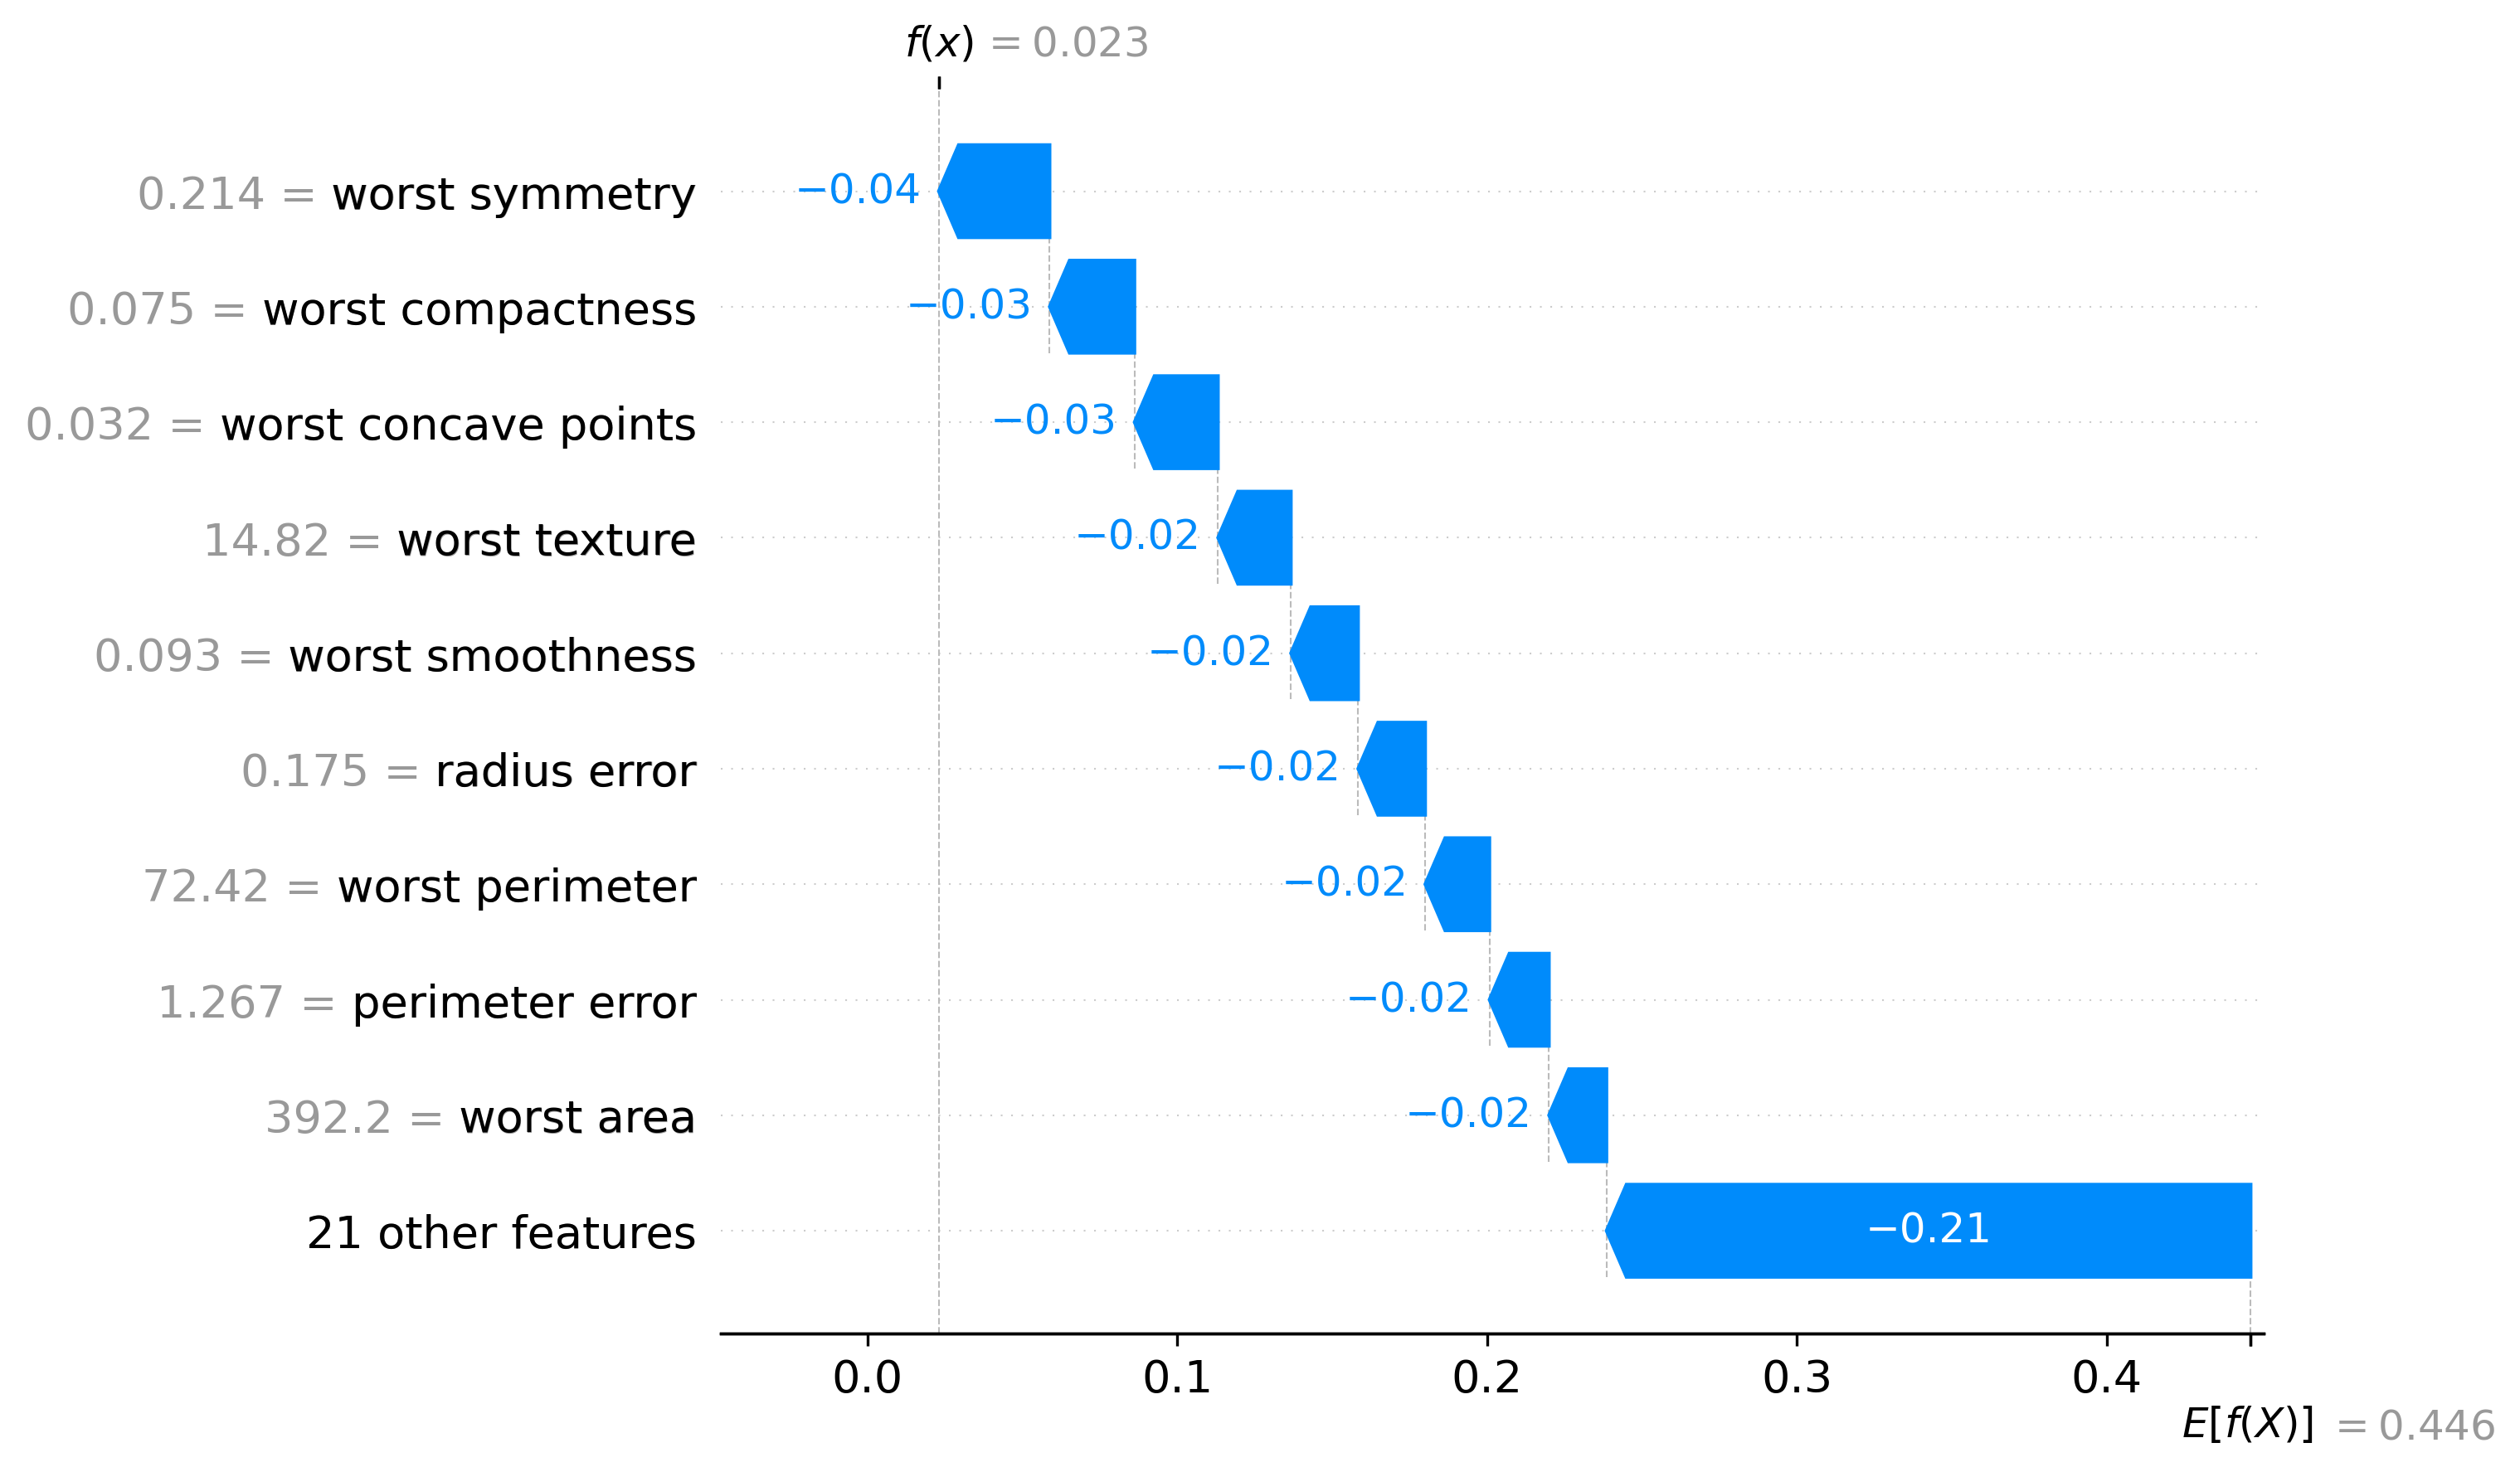 f(x) = 0.023
0.214 = worst symmetry −0.04
0.075 = worst compactness −0.03
0.032 = worst concave points −0.03
14.82 = worst texture −0.02
0.093 = worst smoothness −0.02
0.175 = radius error −0.02
72.42 = worst perimeter −0.02
1.267 = perimeter error −0.02
392.2 = worst area −0.02
21 other features −0.21
0.0 0.1 0.2 0.3 0.4
E[f(X)] = 0.446